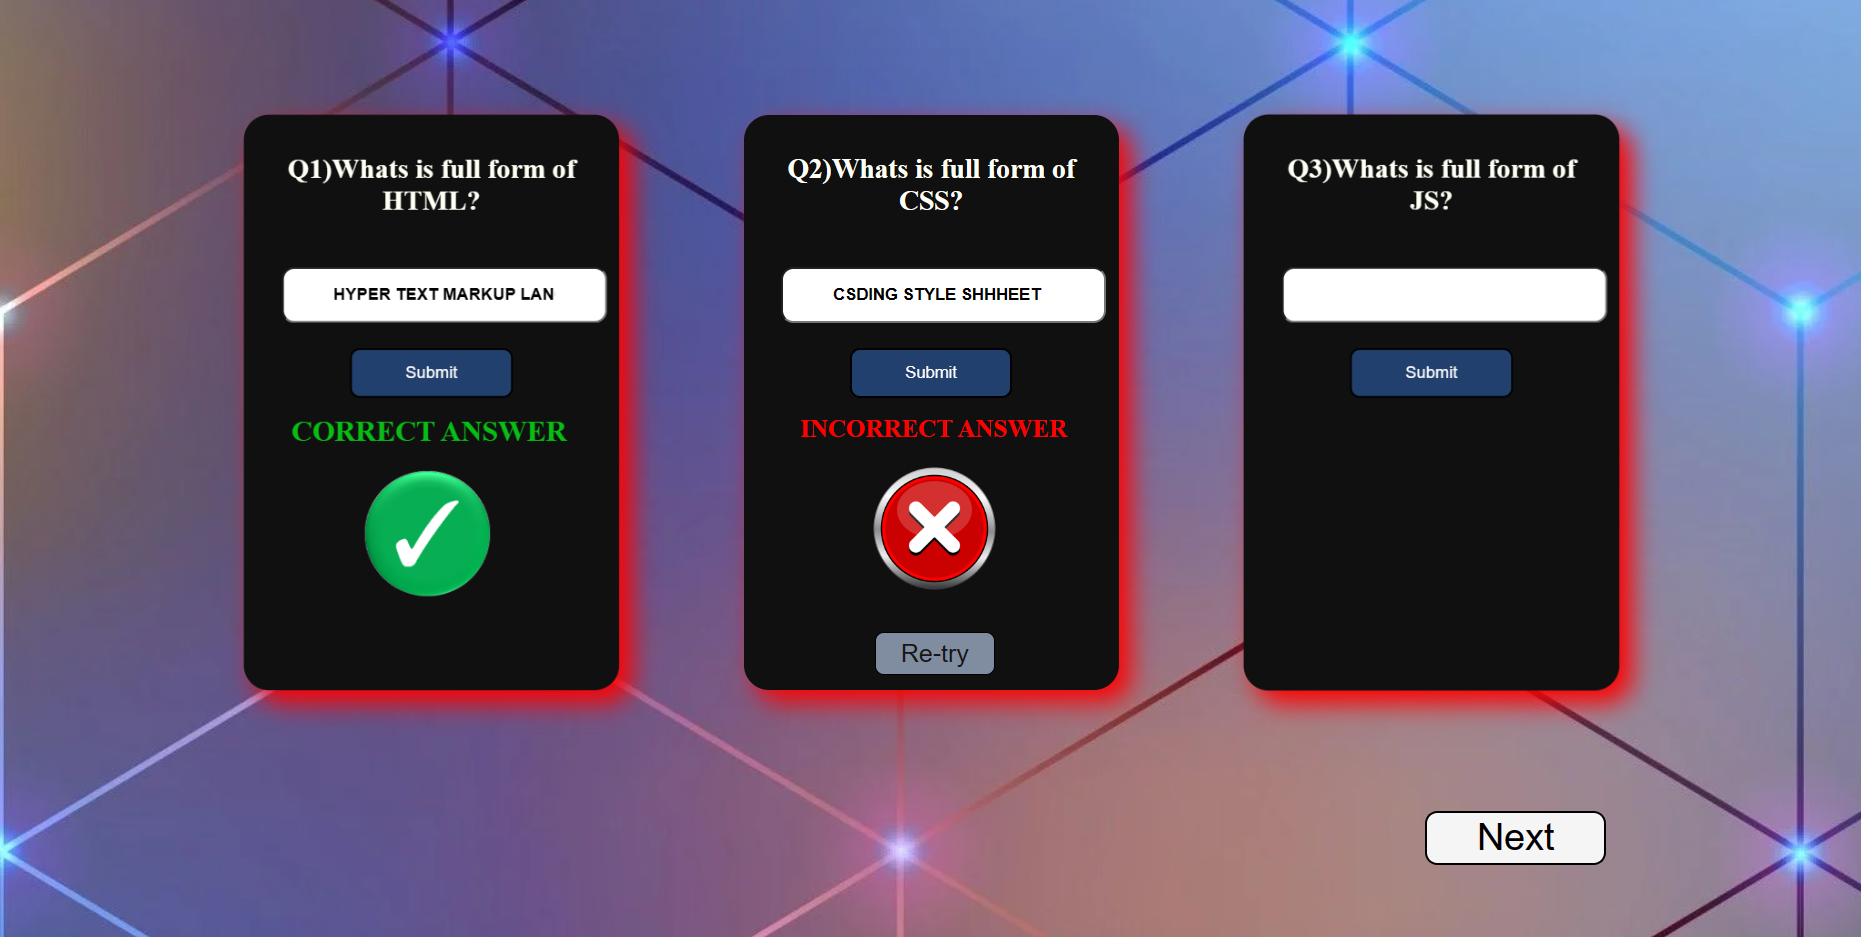 Q1)Whats is full form of
HTML?
HYPER TEXT MARKUP LAN
Submit
CORRECT ANSWER
Q2)Whats is full form of
CSS?
CSDING STYLE SHHHEET
Submit
INCORRECT ANSWER
Re-try
Q3)Whats is full form of
JS?
Submit
Next